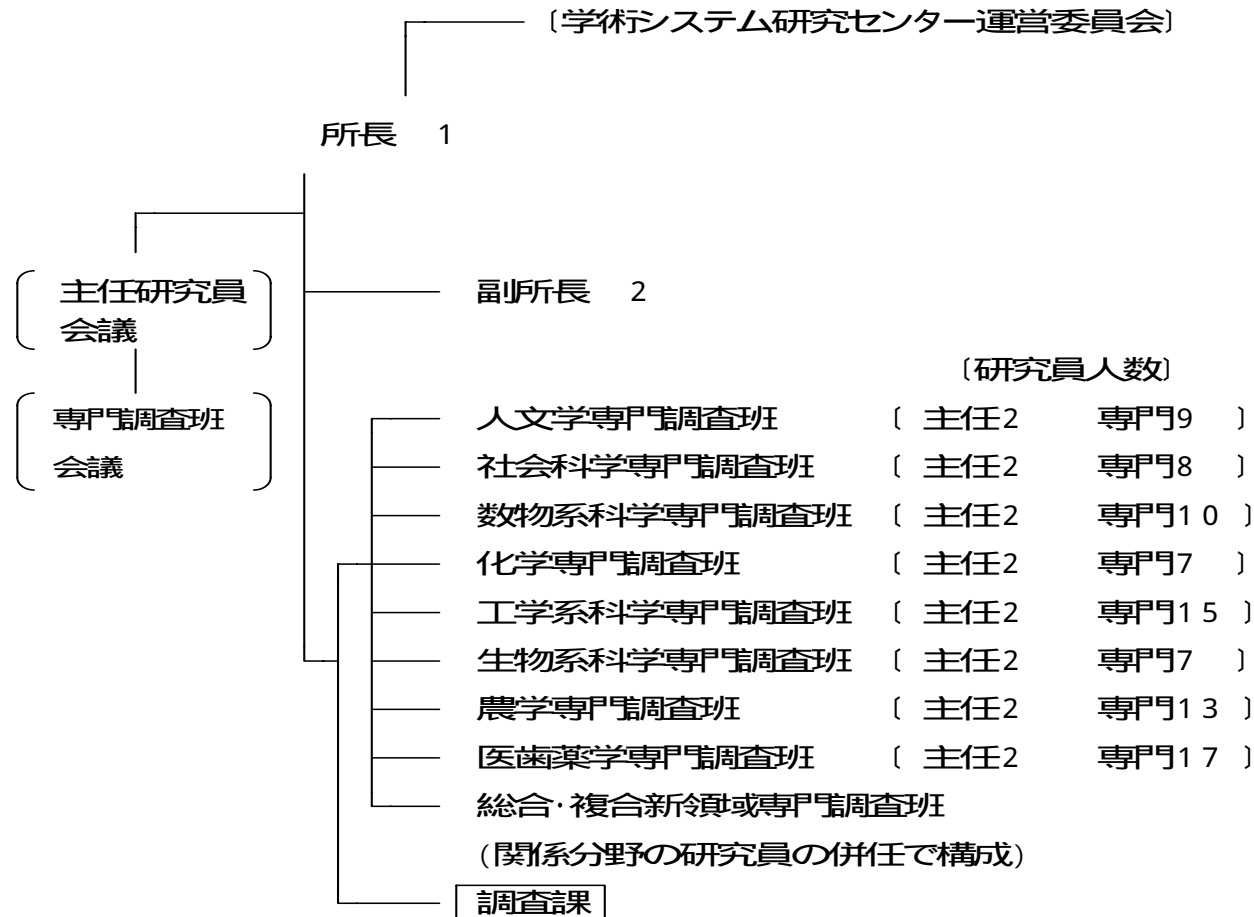 〔学術システム研究センター運営委員会〕
所長　1
主任研究員
会議
副所長　2
専門調査班
会議
〔研究員人数〕
人文学専門調査班　〔 主任2　専門9 〕
社会科学専門調査班　〔 主任2　専門8 〕
数物系科学専門調査班　〔 主任2　専門10 〕
化学専門調査班　〔 主任2　専門7 〕
工学系科学専門調査班　〔 主任2　専門15 〕
生物系科学専門調査班　〔 主任2　専門7 〕
農学専門調査班　〔 主任2　専門13 〕
医歯薬学専門調査班　〔 主任2　専門17 〕
総合・複合新領域専門調査班
(関係分野の研究員の併任で構成)
調査課